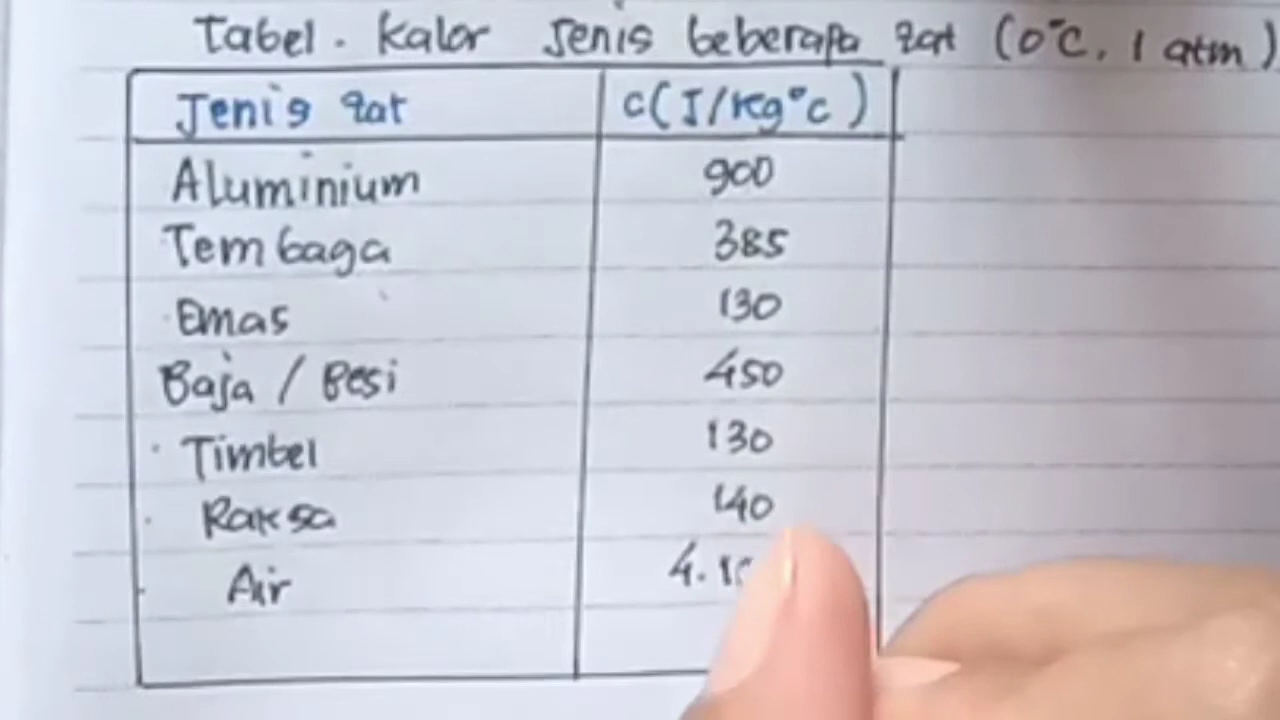 Tabel. Kalor Jenis beberapa zat (0°C, 1 atm)
Jenis zat c(J/kg°c)
Aluminium 900
Tembaga 385
Emas 130
Baja / Besi 450
Timbel 130
Raksa 140
Air